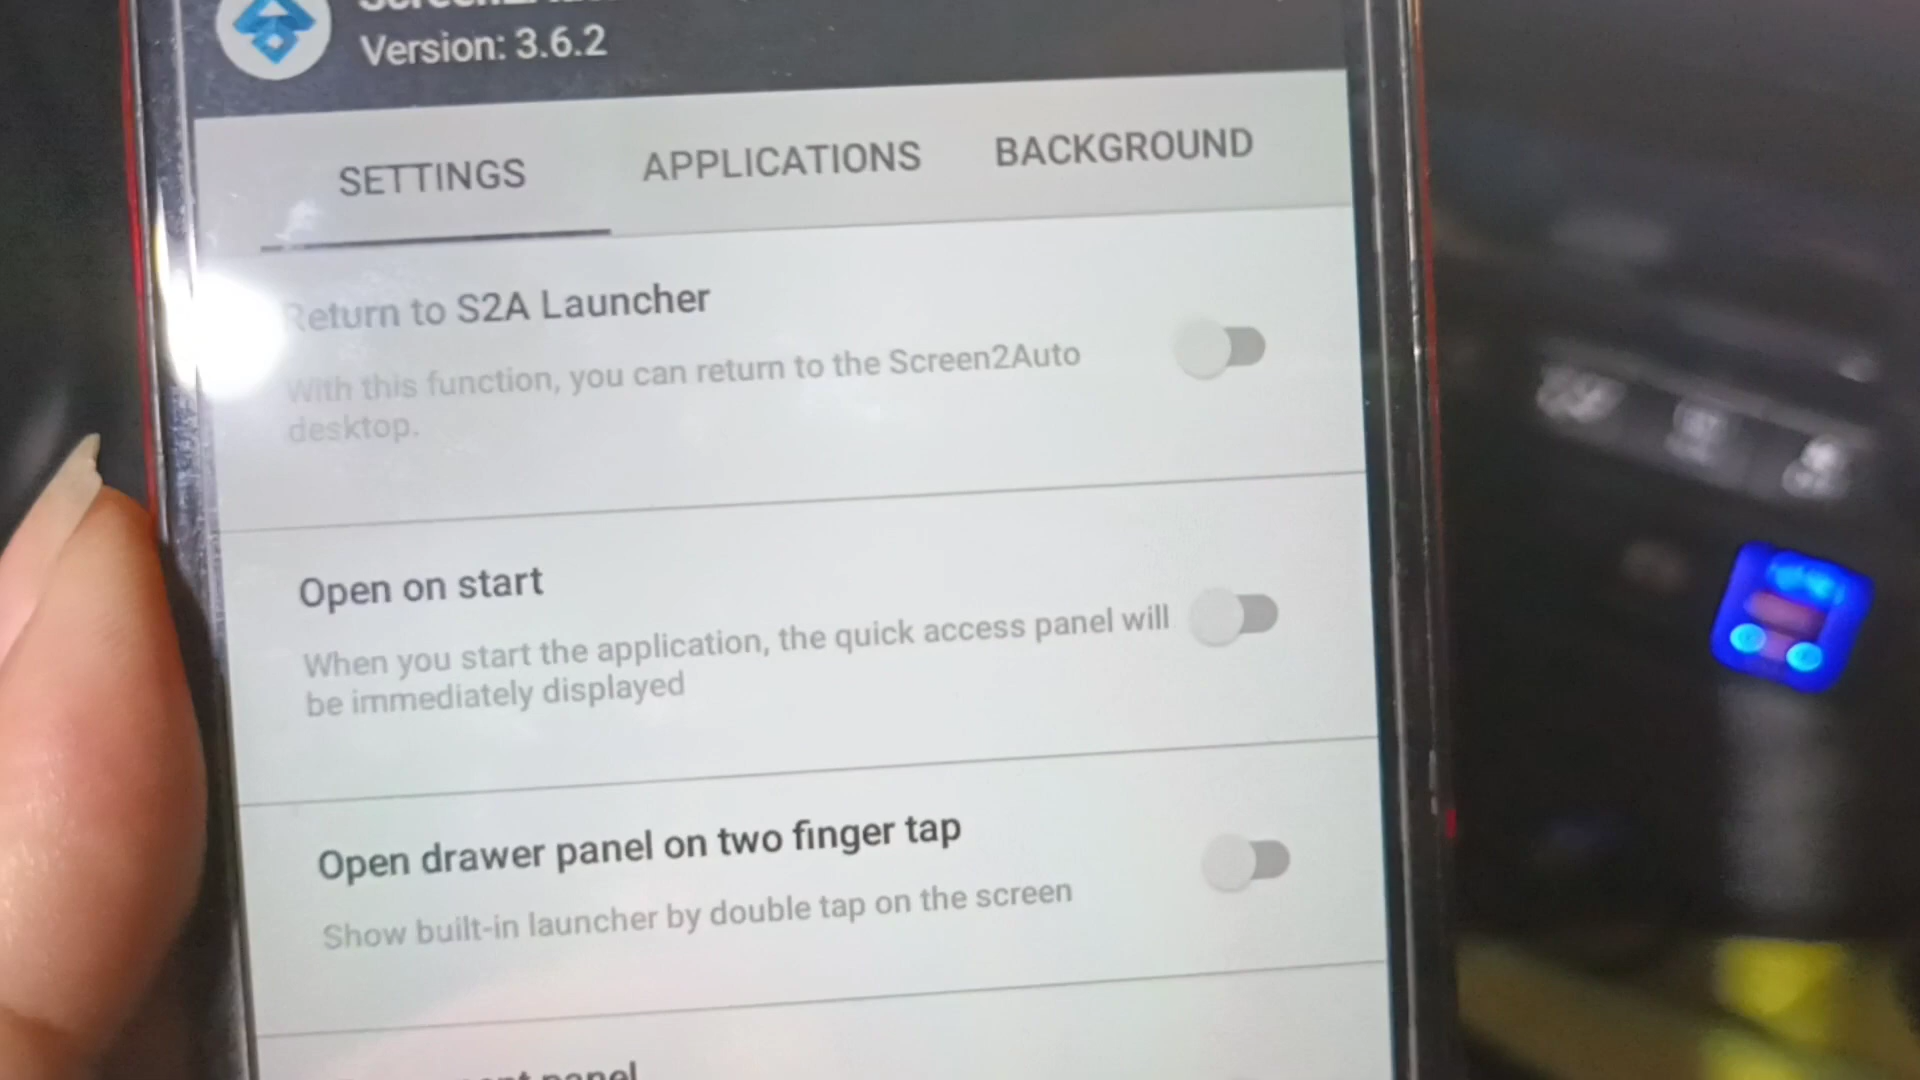 Version: 3.6.2
SETTINGS APPLICATIONS BACKGROUND
Return to S2A Launcher
With this function, you can return to the Screen2Auto
desktop.
Open on start
When you start the application, the quick access panel will
be immediately displayed
Open drawer panel on two finger tap
Show built-in launcher by double tap on the screen
panel